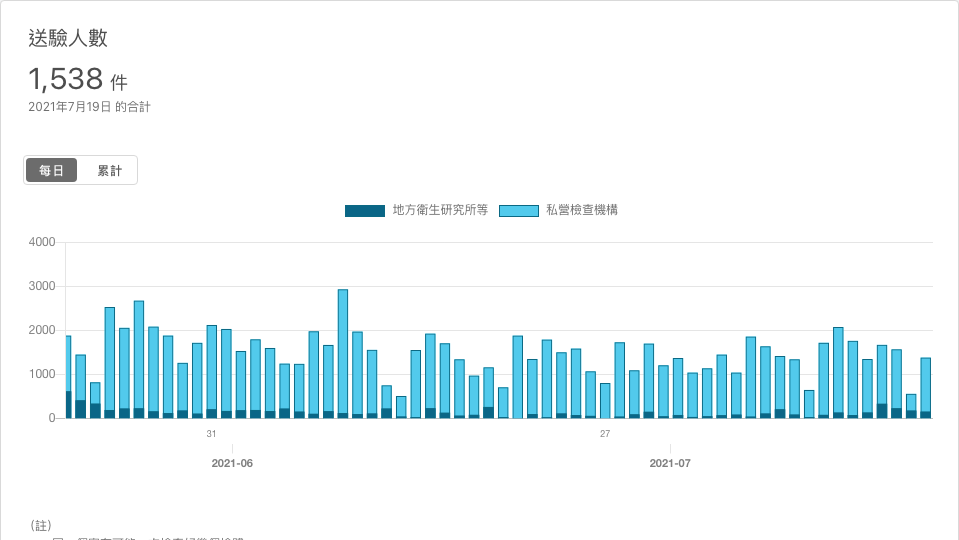 送驗人數
1,538 件
2021年7月19日 的合計
每日 累計
地方衛生研究所等 私營檢查機構
4000
3000
2000
1000
0
31 27
2021-06 2021-07
（註）